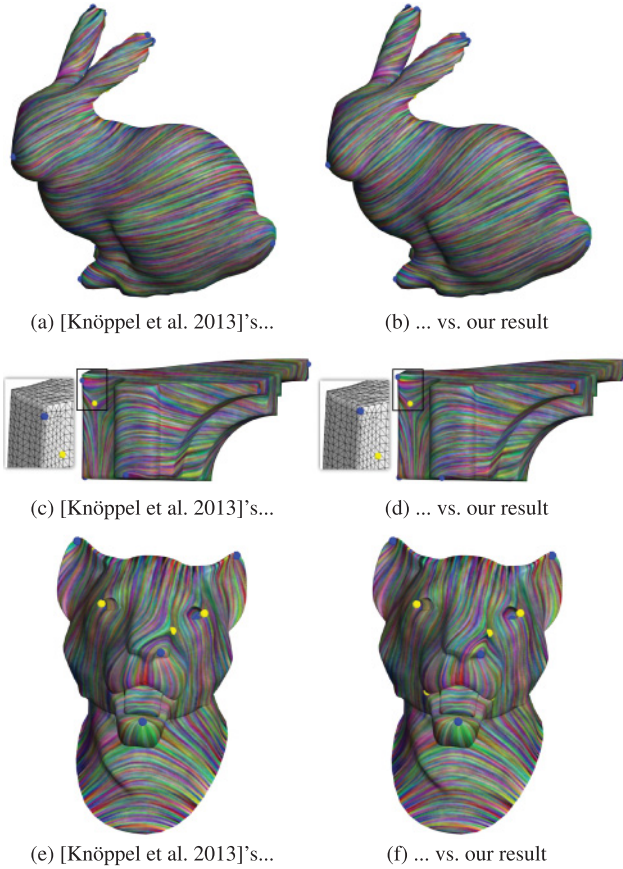 (a) [Knöppel et al. 2013]'s...
(b) ... vs. our result
(c) [Knöppel et al. 2013]'s...
(d) ... vs. our result
(e) [Knöppel et al. 2013]'s...
(f) ... vs. our result